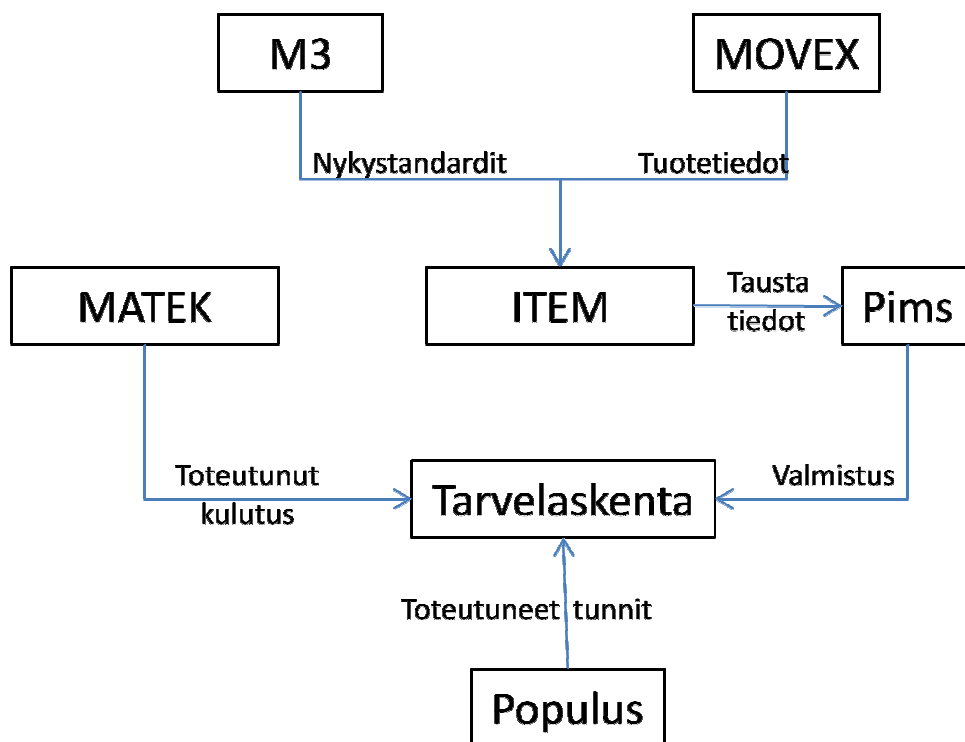 M3
MOVEX
Nykystandardit
Tuotetiedot
MATEK
ITEM
Tausta
tiedot
Pims
Toteutunut
kulutus
Tarvelaskenta
Valmistus
Toteutuneet tunnit
Populus